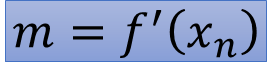 m = f′(xₙ)